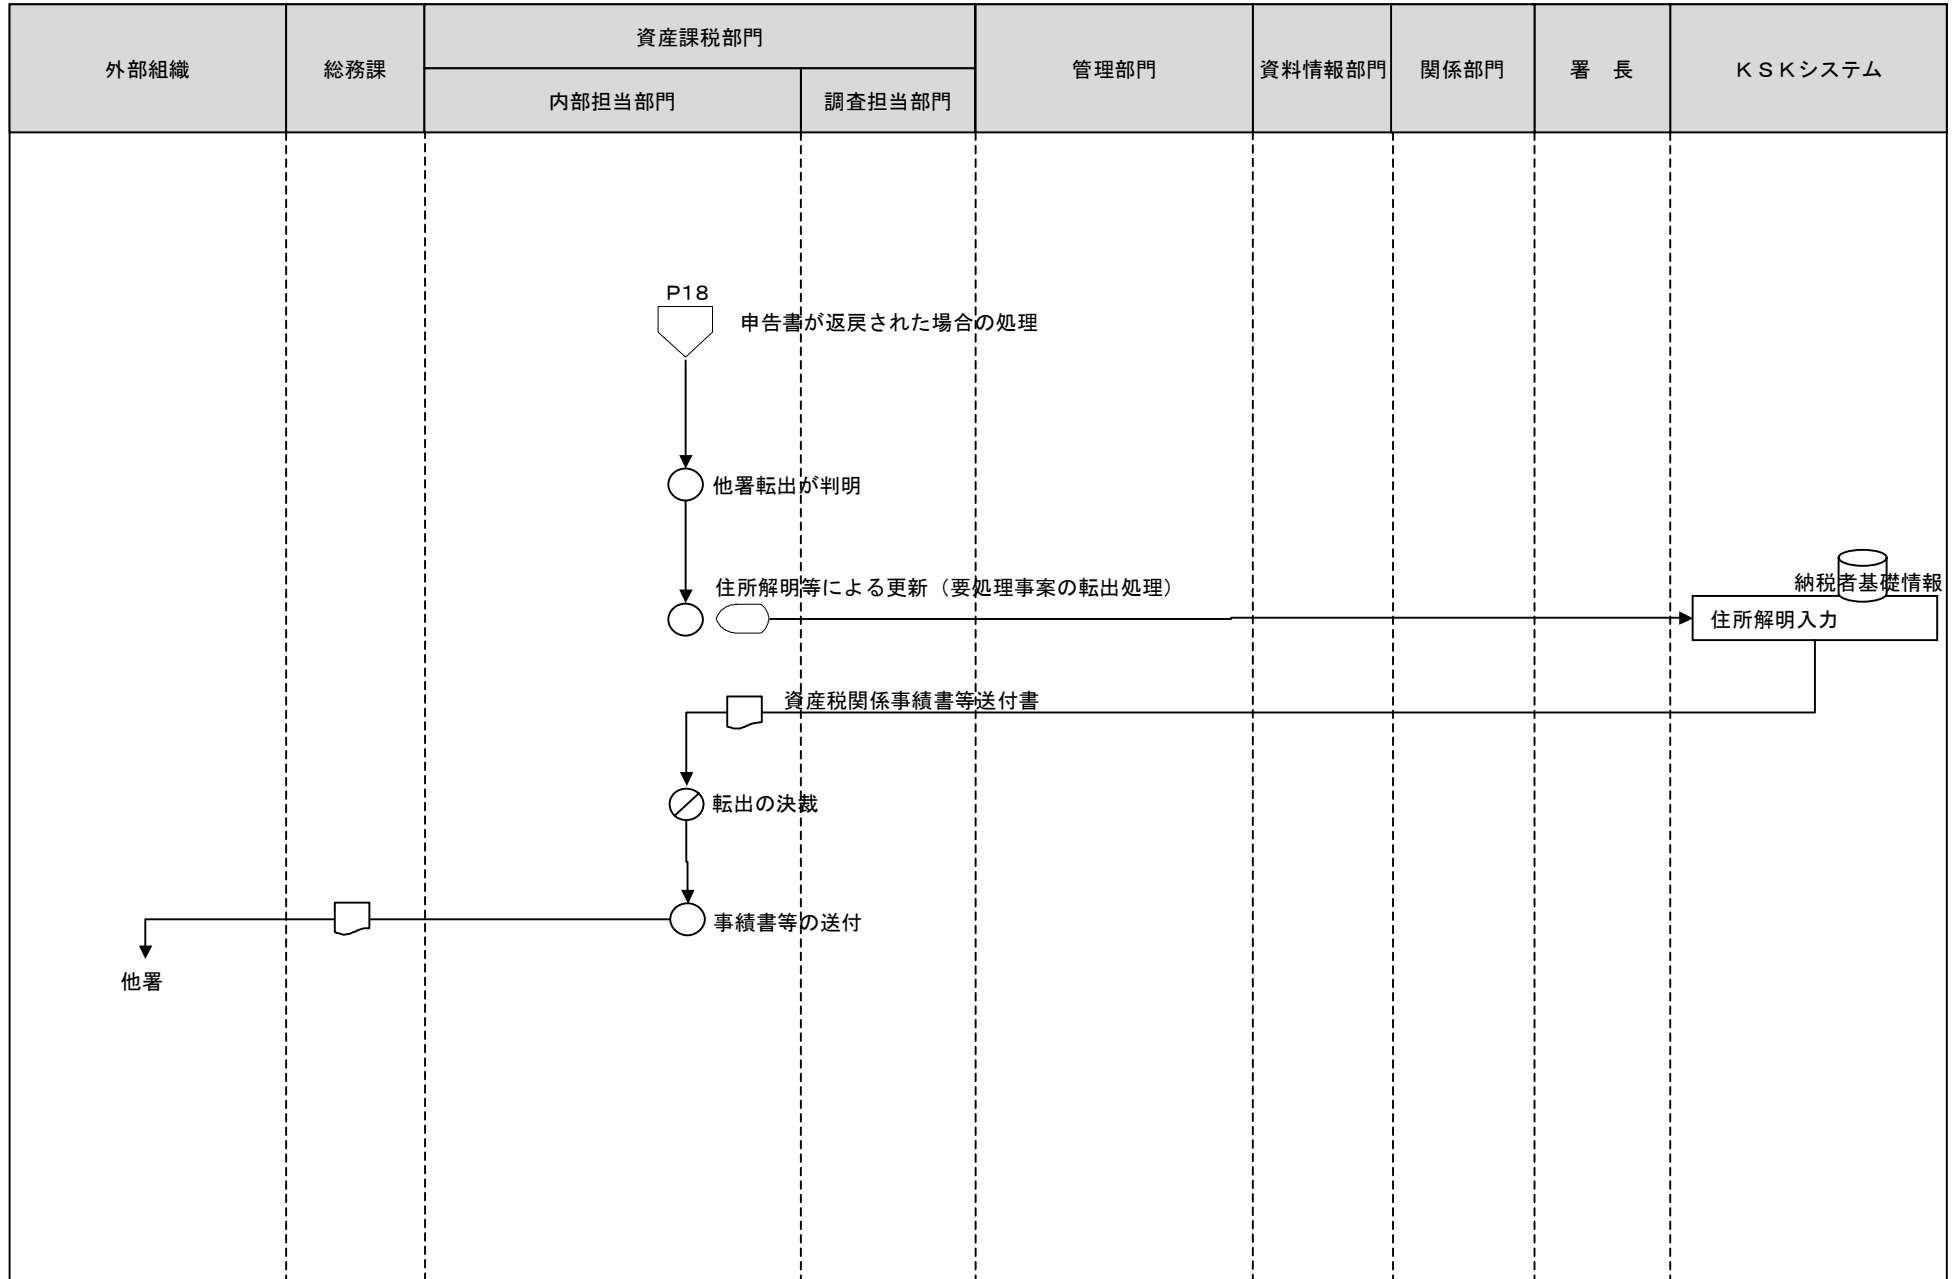 外部組織
総務課
資産課税部門
内部担当部門
調査担当部門
管理部門
資料情報部門
関係部門
署　長
ＫＳＫシステム
P18
申告書が返戻された場合の処理
他署転出が判明
住所解明等による更新（要処理事案の転出処理）
納税者基礎情報
住所解明入力
資産税関係事績書等送付書
転出の決裁
事績書等の送付
他署